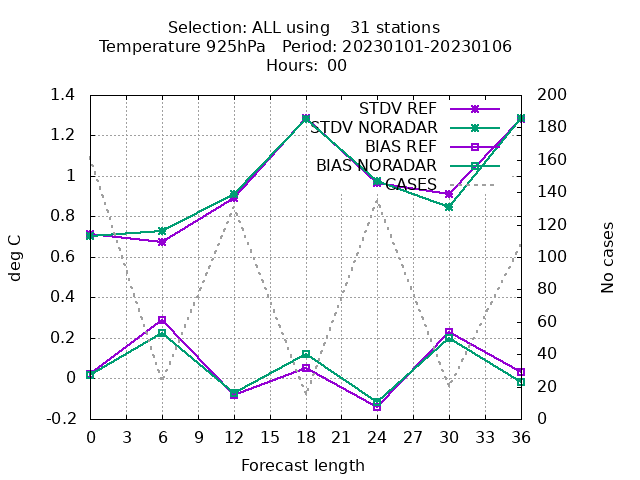 Selection: ALL using    31 stations
Temperature 925hPa   Period: 20230101-20230106
Hours:  00
1.4
1.2
1
0.8
0.6
0.4
0.2
0
-0.2
deg C
STDV REF
STDV NORADAR
BIAS REF
BIAS NORADAR
CASES
200
180
160
140
120
100
80
60
40
20
0
No cases
0 3 6 9 12 15 18 21 24 27 30 33 36
Forecast length